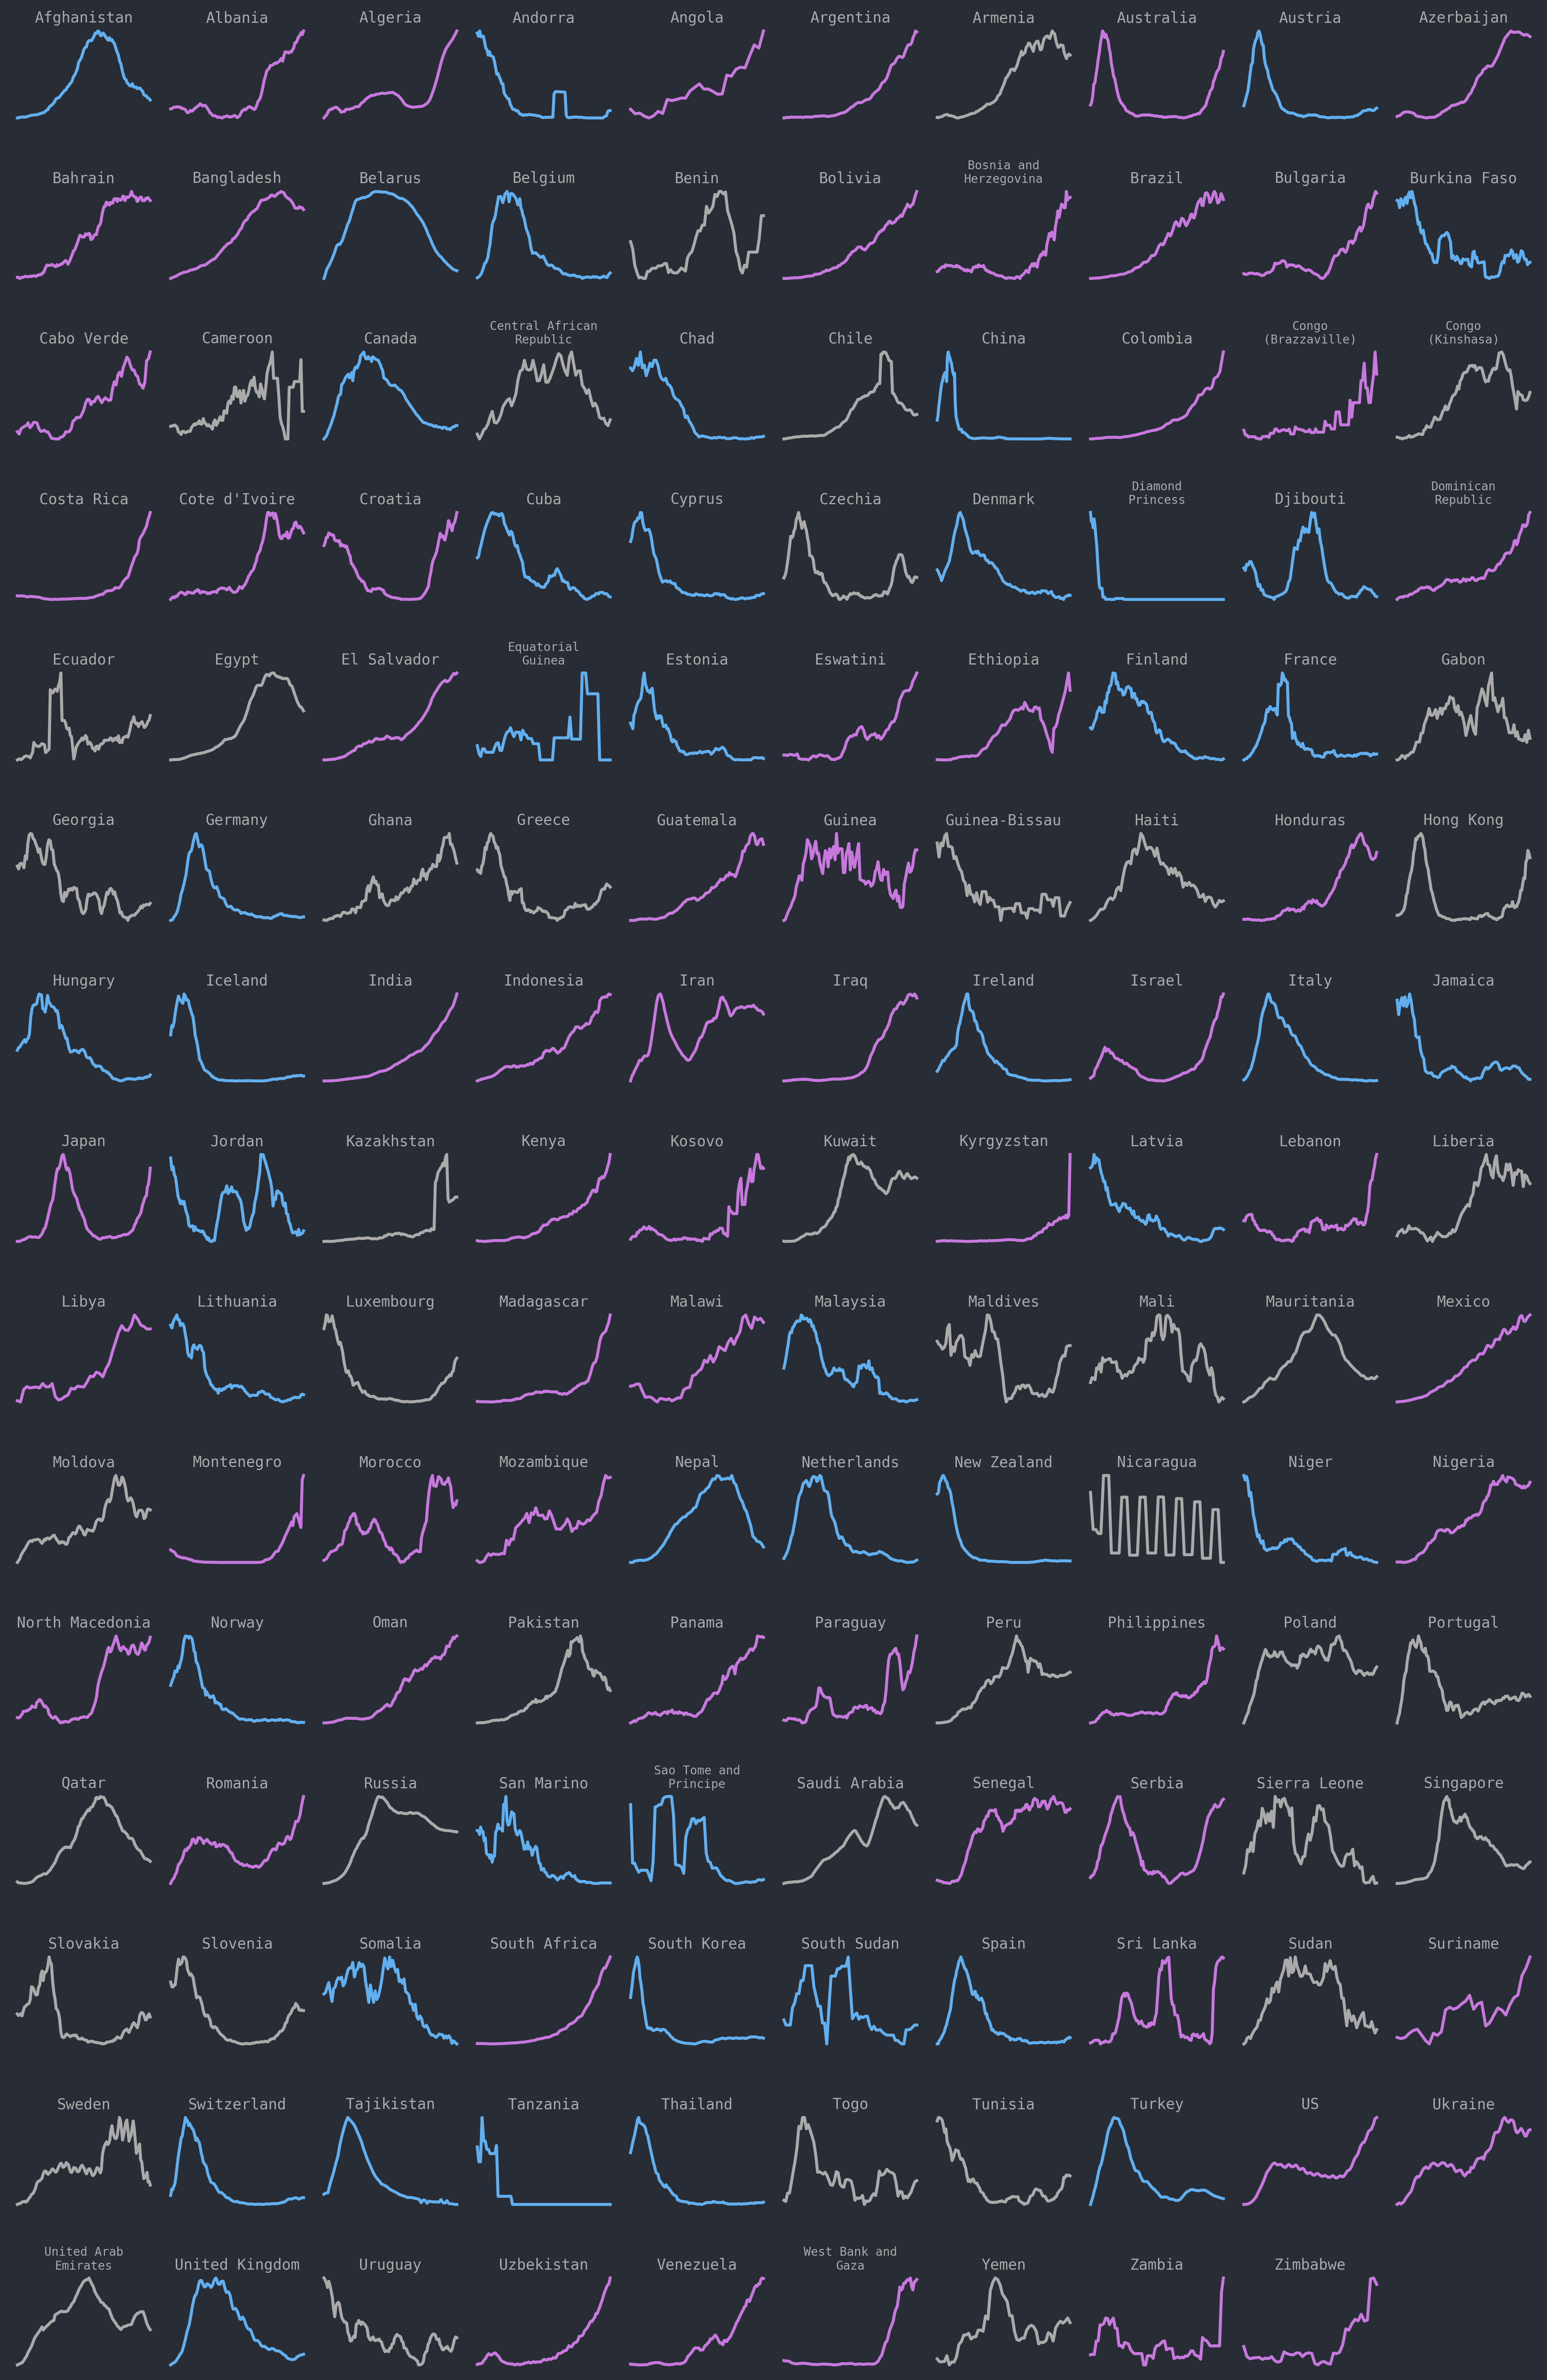 Afghanistan
Albania
Algeria
Andorra
Angola
Argentina
Armenia
Australia
Austria
Azerbaijan
Bahrain
Bangladesh
Belarus
Belgium
Benin
Bolivia
Bosnia and
Herzegovina
Brazil
Bulgaria
Burkina Faso
Cabo Verde
Cameroon
Canada
Central African
Republic
Chad
Chile
China
Colombia
Congo
(Brazzaville)
Congo
(Kinshasa)
Costa Rica
Cote d'Ivoire
Croatia
Cuba
Cyprus
Czechia
Denmark
Diamond
Princess
Djibouti
Dominican
Republic
Ecuador
Egypt
El Salvador
Equatorial
Guinea
Estonia
Eswatini
Ethiopia
Finland
France
Gabon
Georgia
Germany
Ghana
Greece
Guatemala
Guinea
Guinea-Bissau
Haiti
Honduras
Hong Kong
Hungary
Iceland
India
Indonesia
Iran
Iraq
Ireland
Israel
Italy
Jamaica
Japan
Jordan
Kazakhstan
Kenya
Kosovo
Kuwait
Kyrgyzstan
Latvia
Lebanon
Liberia
Libya
Lithuania
Luxembourg
Madagascar
Malawi
Malaysia
Maldives
Mali
Mauritania
Mexico
Moldova
Montenegro
Morocco
Mozambique
Nepal
Netherlands
New Zealand
Nicaragua
Niger
Nigeria
North Macedonia
Norway
Oman
Pakistan
Panama
Paraguay
Peru
Philippines
Poland
Portugal
Qatar
Romania
Russia
San Marino
Sao Tome and
Principe
Saudi Arabia
Senegal
Serbia
Sierra Leone
Singapore
Slovakia
Slovenia
Somalia
South Africa
South Korea
South Sudan
Spain
Sri Lanka
Sudan
Suriname
Sweden
Switzerland
Tajikistan
Tanzania
Thailand
Togo
Tunisia
Turkey
US
Ukraine
United Arab
Emirates
United Kingdom
Uruguay
Uzbekistan
Venezuela
West Bank and
Gaza
Yemen
Zambia
Zimbabwe